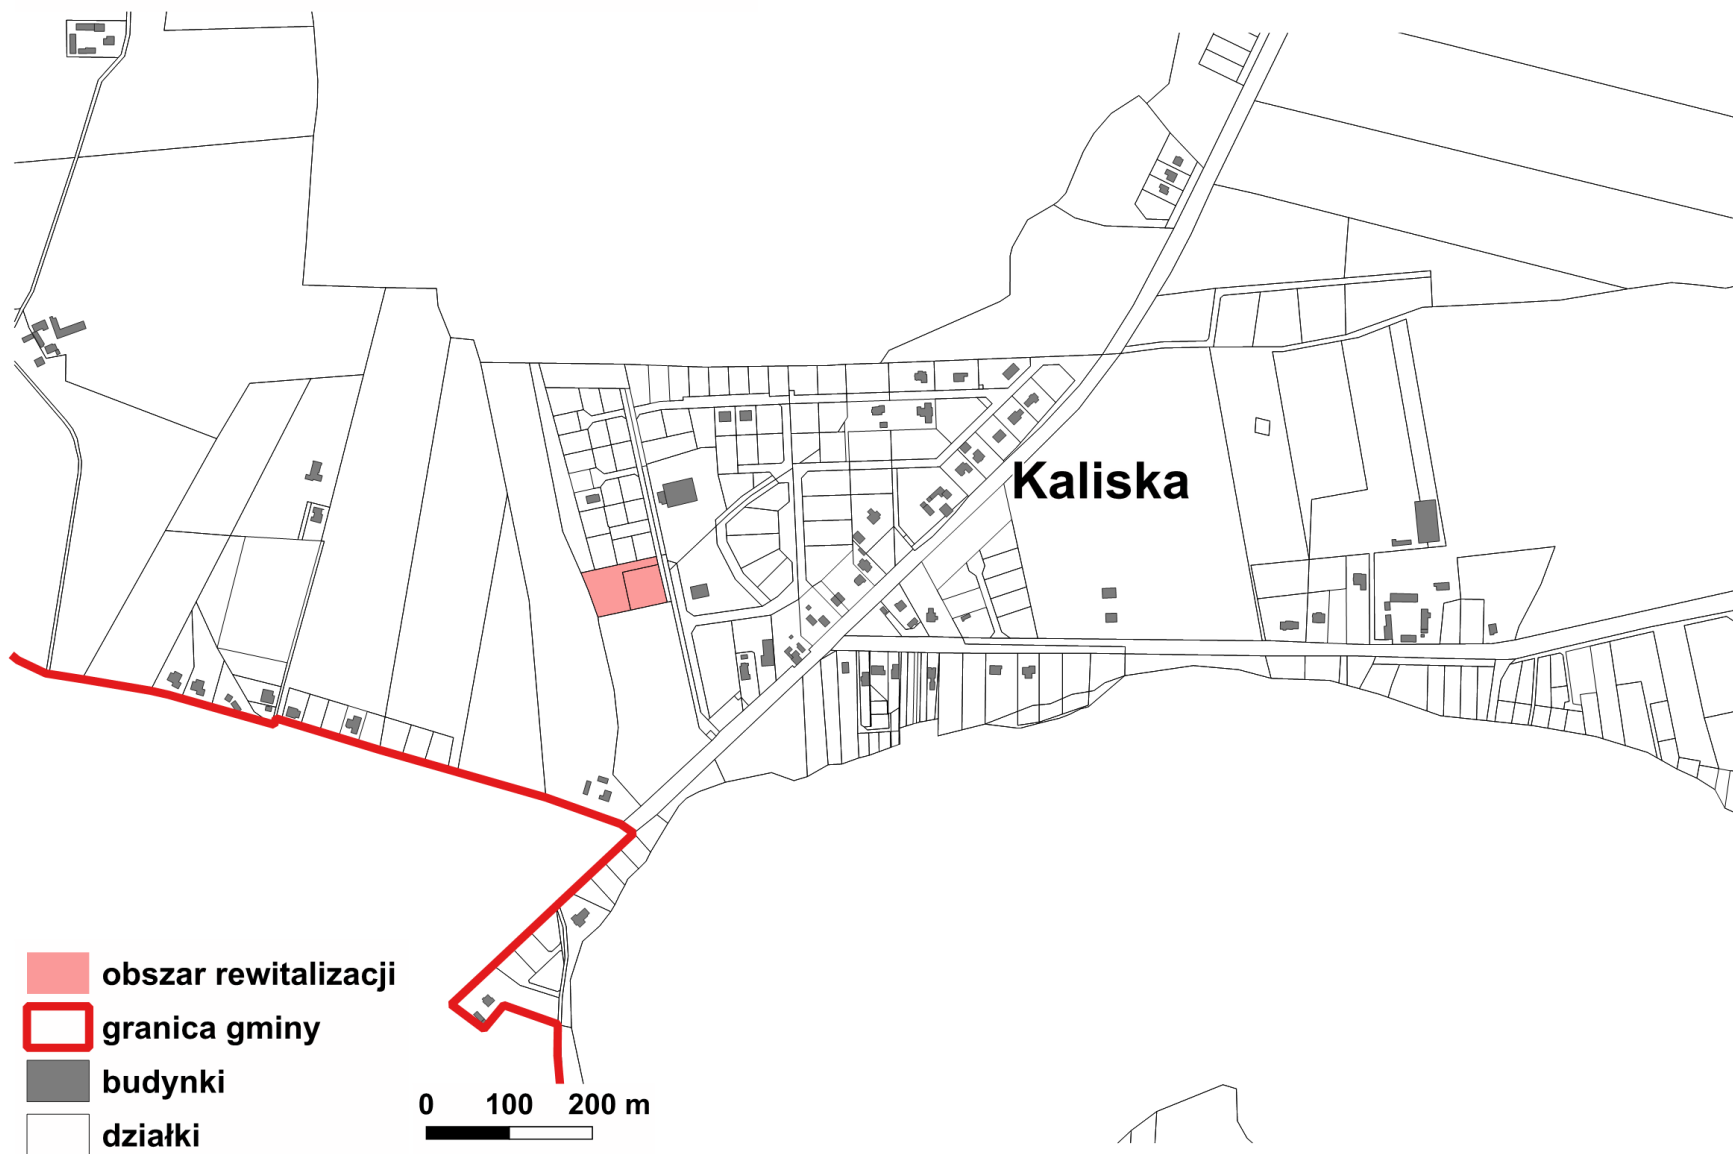 Kaliska
obszar rewitalizacji
granica gminy
budynki
działki
0 100 200 m